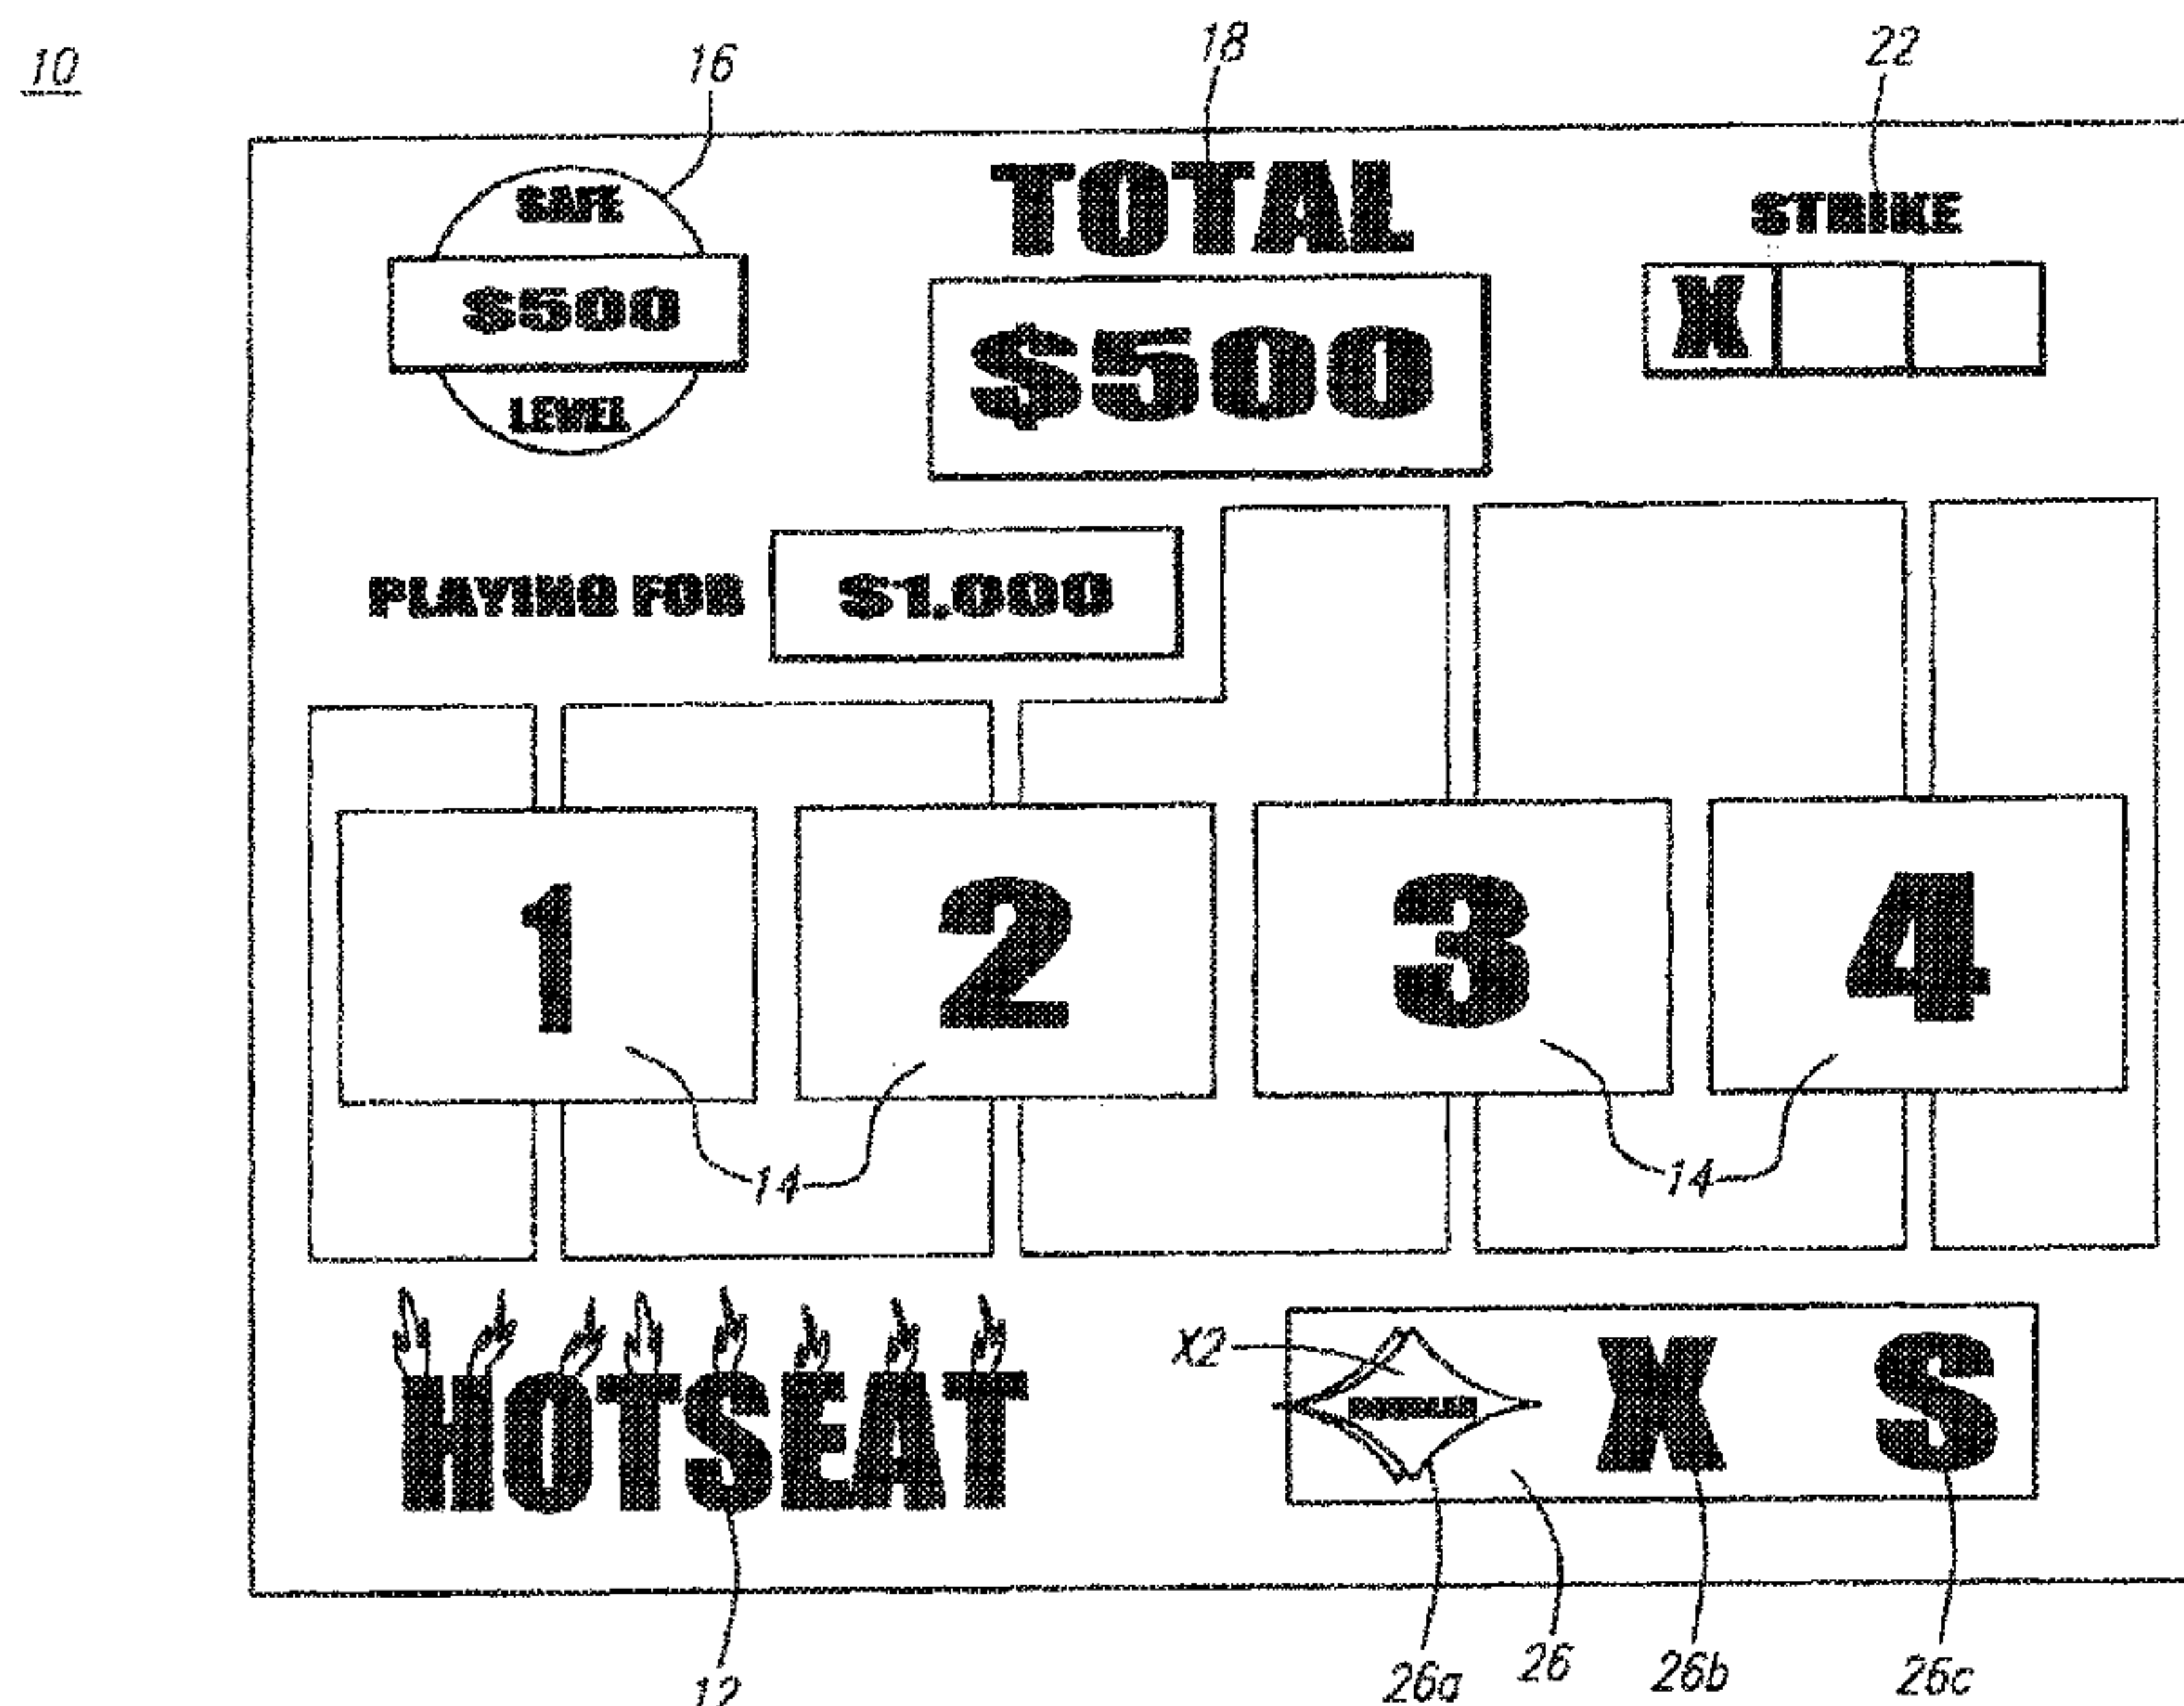 10
16
18
22
SAFE
$500
LEVEL
TOTAL
$500
STRIKE
X
PLAYING FOR
$1,000
1
2
3
4
14
14
HOTSEAT
X2
X
S
12
26a
26
26b
26c